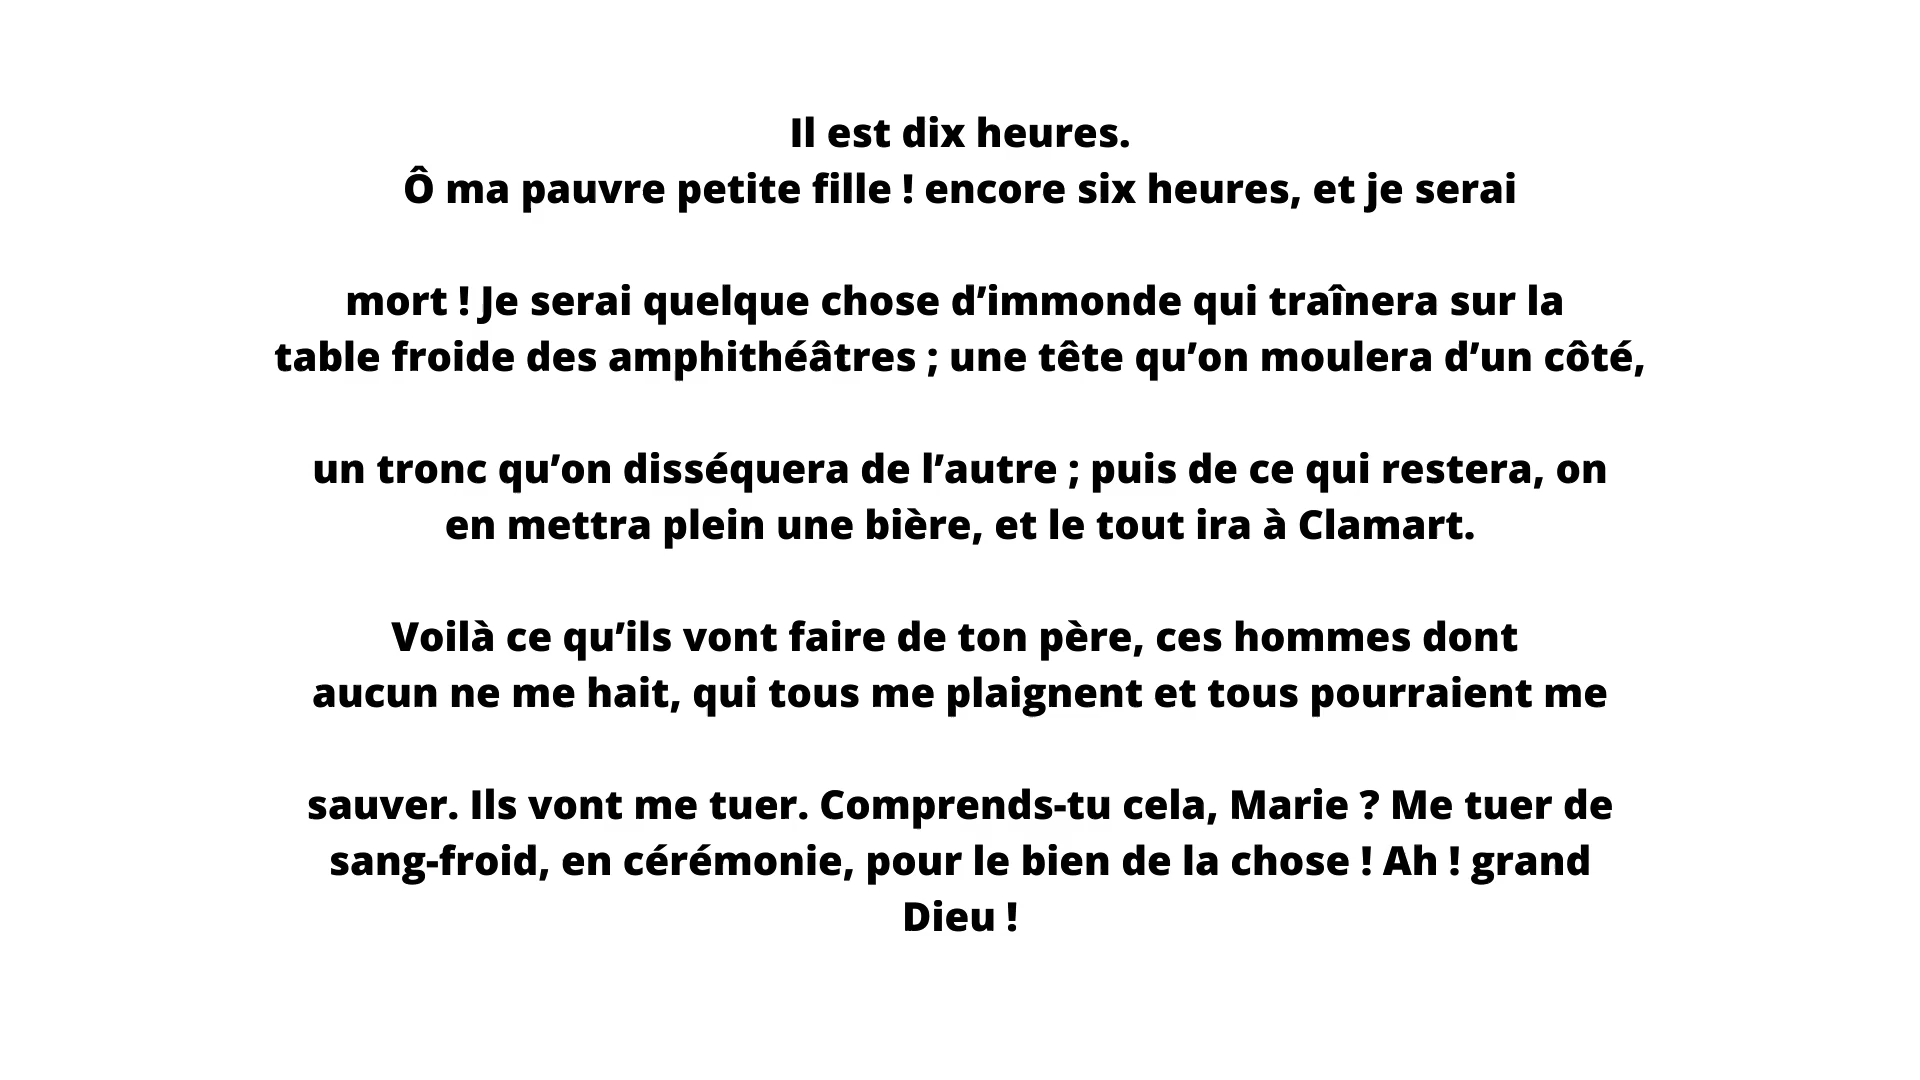 Il est dix heures.
Ô ma pauvre petite fille ! encore six heures, et je serai
mort ! Je serai quelque chose d’immonde qui traînera sur la
table froide des amphithéâtres ; une tête qu’on moulera d’un côté,
un tronc qu’on disséquera de l’autre ; puis de ce qui restera, on
en mettra plein une bière, et le tout ira à Clamart.
Voilà ce qu’ils vont faire de ton père, ces hommes dont
aucun ne me hait, qui tous me plaignent et tous pourraient me
sauver. Ils vont me tuer. Comprends-tu cela, Marie ? Me tuer de
sang-froid, en cérémonie, pour le bien de la chose ! Ah ! grand
Dieu !